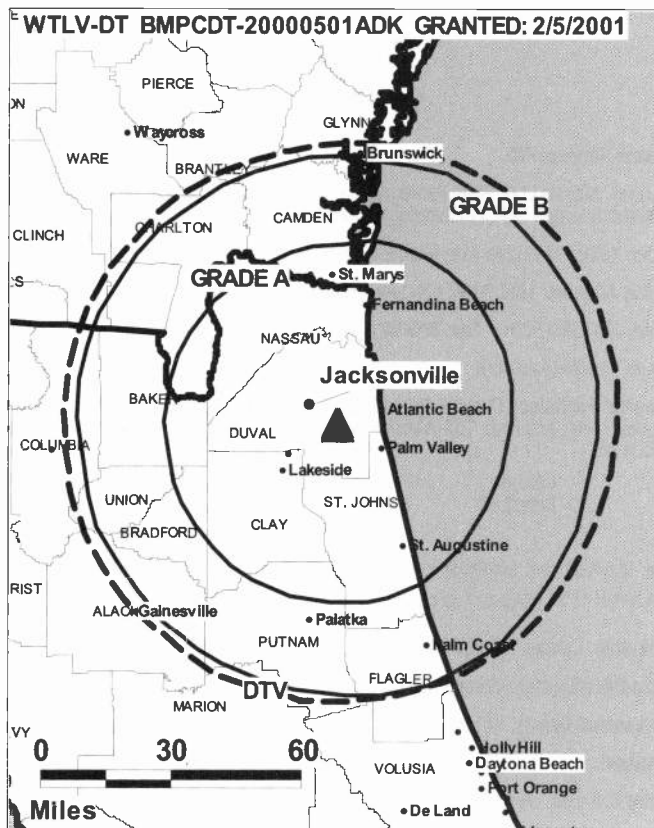 WTLV-DT BMPCDT-20000501ADK GRANTED: 2/5/2001
PIERCE
Waycross
GLYNN
WARE
Brunswick
BRANTLEY
GRADE B
CHARLTON
CAMDEN
CLINCH
GRADE A
St. Marys
Fernandina Beach
NASSAU
Jacksonville
BAKER
Atlantic Beach
DUVAL
COLUMBIA
Palm Valley
Lakeside
UNION
ST. JOHNS
BRADFORD
CLAY
St. Augustine
RIST
ALAC Gainesville
Palatka
PUTNAM
Palm Coast
FLAGLER
DTV
MARION
VY
0 30 60
Holly Hill
VOLUSIA
Daytona Beach
Port Orange
Miles
De Land